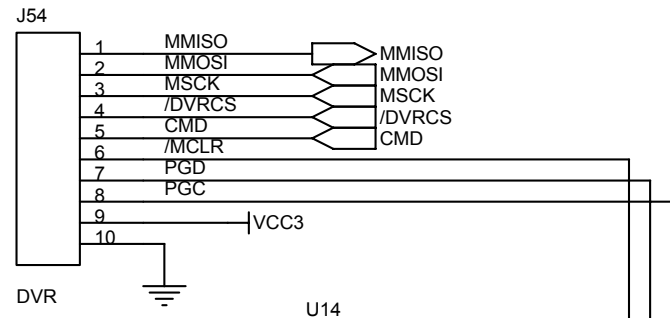 J54
1 MMISO MMISO
2 MMOSI MMOSI
3 MSCK MSCK
4 /DVRCS /DVRCS
5 CMD CMD
6 /MCLR
7 PGD
8 PGC
9 VCC3
10
DVR
U14